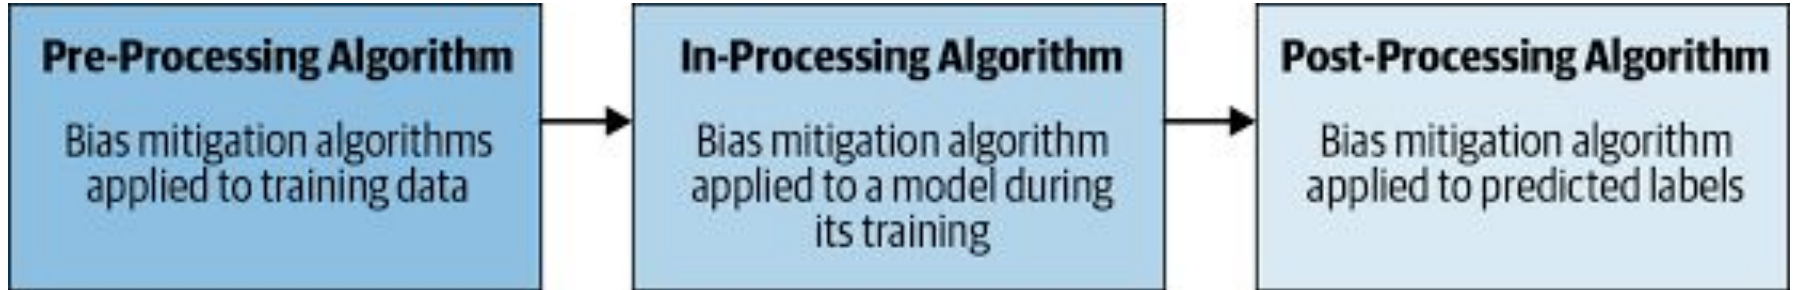 Pre-Processing Algorithm
Bias mitigation algorithms
applied to training data
In-Processing Algorithm
Bias mitigation algorithm
applied to a model during
its training
Post-Processing Algorithm
Bias mitigation algorithm
applied to predicted labels